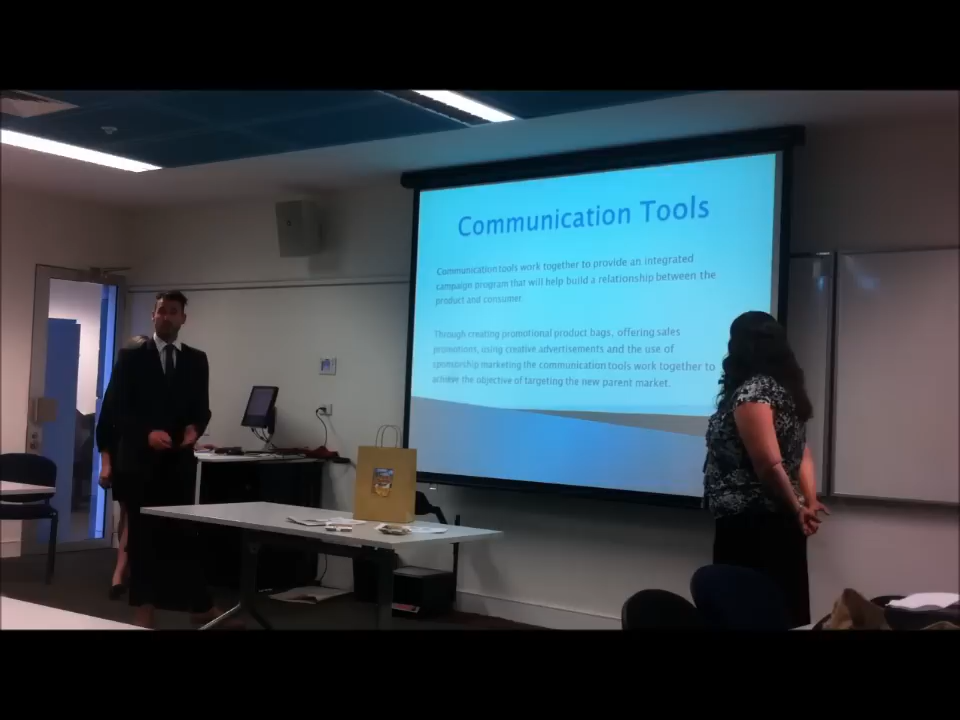 Communication Tools
Communication tools work together to provide an integrated
campaign program that will help build a relationship between the
product and consumer.
Through creating promotional product bags, offering sales
promotions, using creative advertisements and the use of
sponsorship marketing the communication tools work together to
achieve the objective of targeting the new parent market.